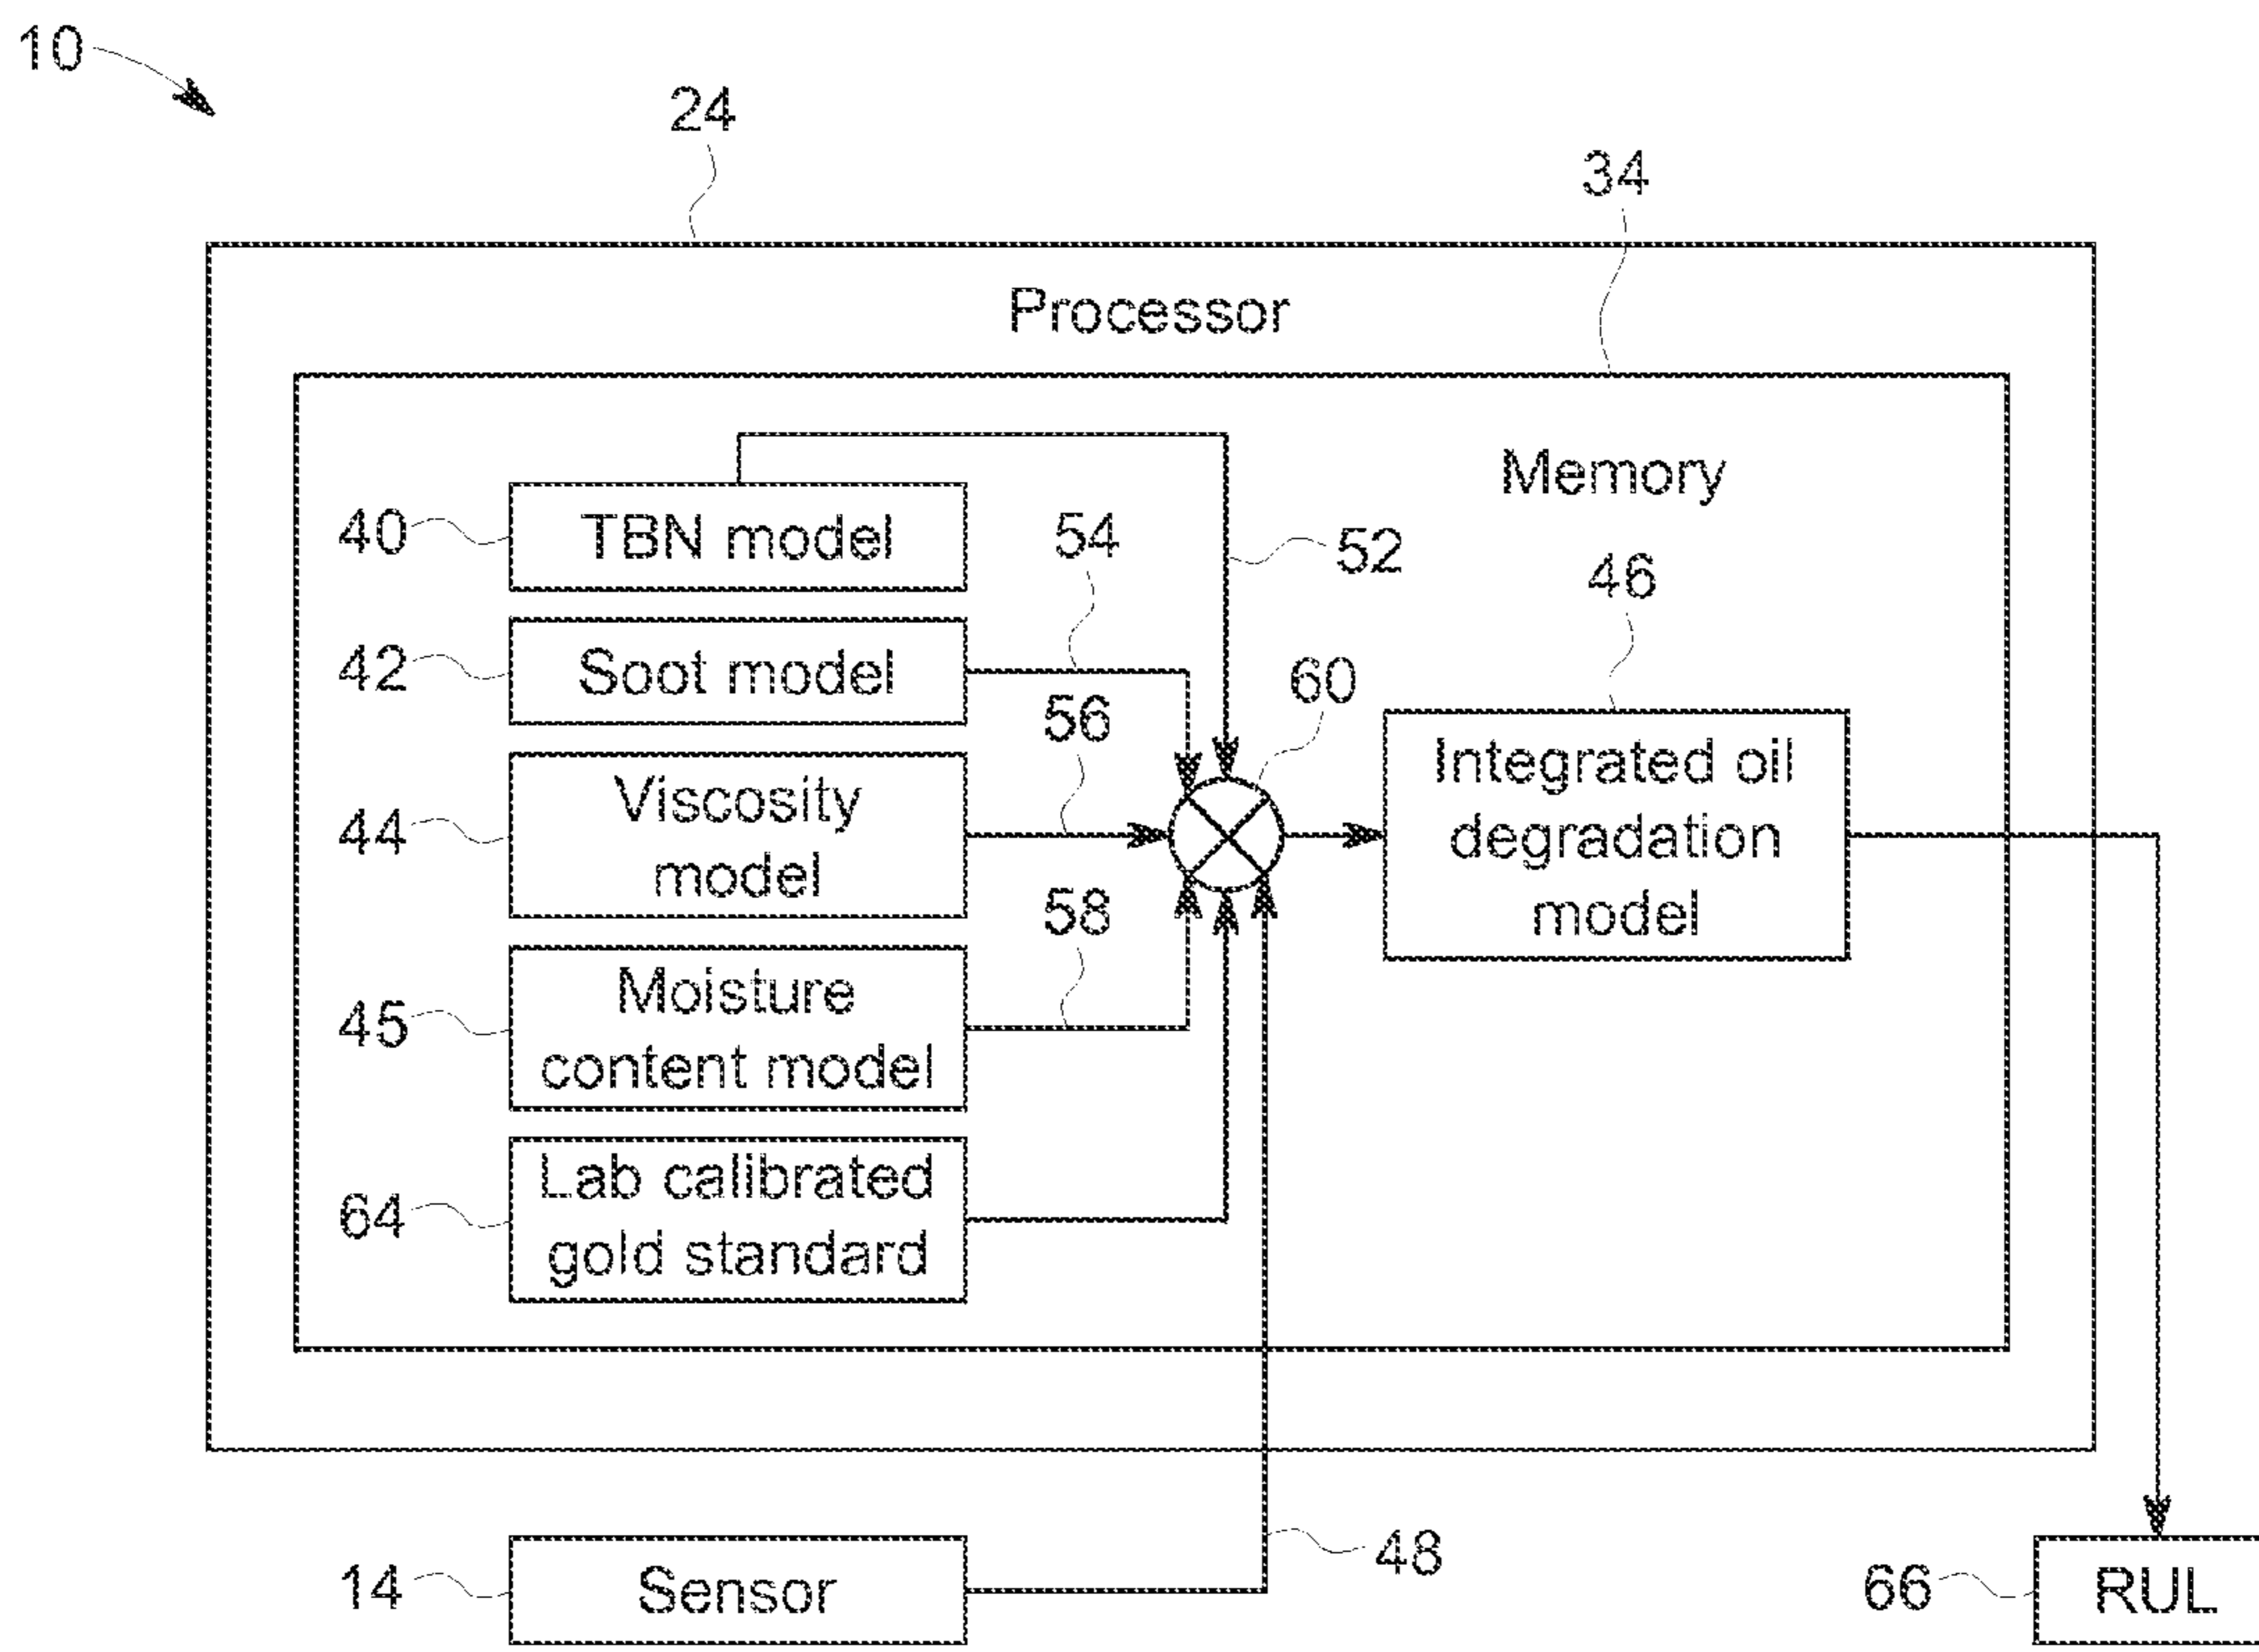 10
24
34
Processor
Memory
40
TBN model
54
52
46
42
Soot model
60
56
44
Viscosity
model
Integrated oil
degradation
model
58
45
Moisture
content model
64
Lab calibrated
gold standard
48
14
Sensor
66
RUL